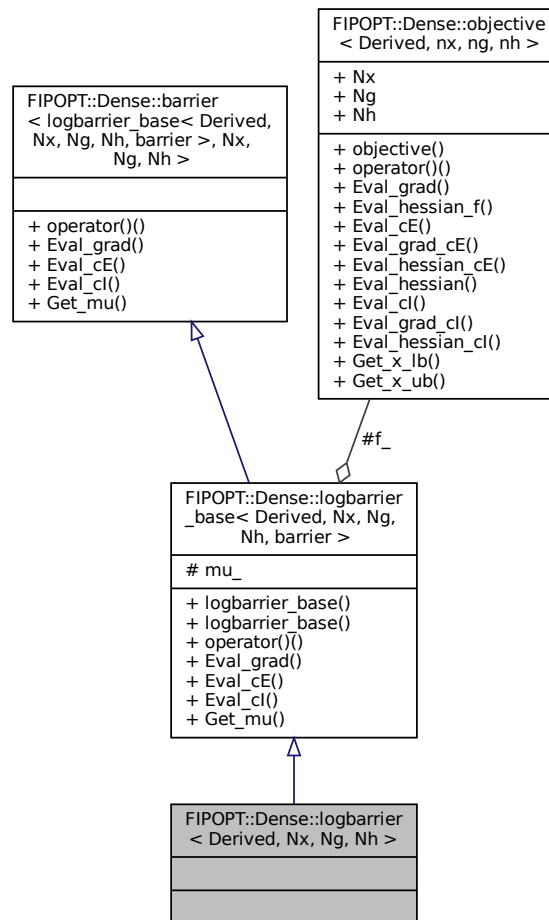 FIPOPT::Dense::objective
< Derived, nx, ng, nh >
+ Nx
+ Ng
+ Nh
+ objective()
+ operator()()
+ Eval_grad()
+ Eval_hessian_f()
+ Eval_cE()
+ Eval_grad_cE()
+ Eval_hessian_cE()
+ Eval_hessian()
+ Eval_cI()
+ Eval_grad_cI()
+ Eval_hessian_cI()
+ Get_x_lb()
+ Get_x_ub()
FIPOPT::Dense::barrier
< logbarrier_base< Derived,
Nx, Ng, Nh, barrier >, Nx,
Ng, Nh >
+ operator()()
+ Eval_grad()
+ Eval_cE()
+ Eval_cI()
+ Get_mu()
#f_
FIPOPT::Dense::logbarrier
_base< Derived, Nx, Ng,
Nh, barrier >
# mu_
+ logbarrier_base()
+ logbarrier_base()
+ operator()()
+ Eval_grad()
+ Eval_cE()
+ Eval_cI()
+ Get_mu()
FIPOPT::Dense::logbarrier
< Derived, Nx, Ng, Nh >